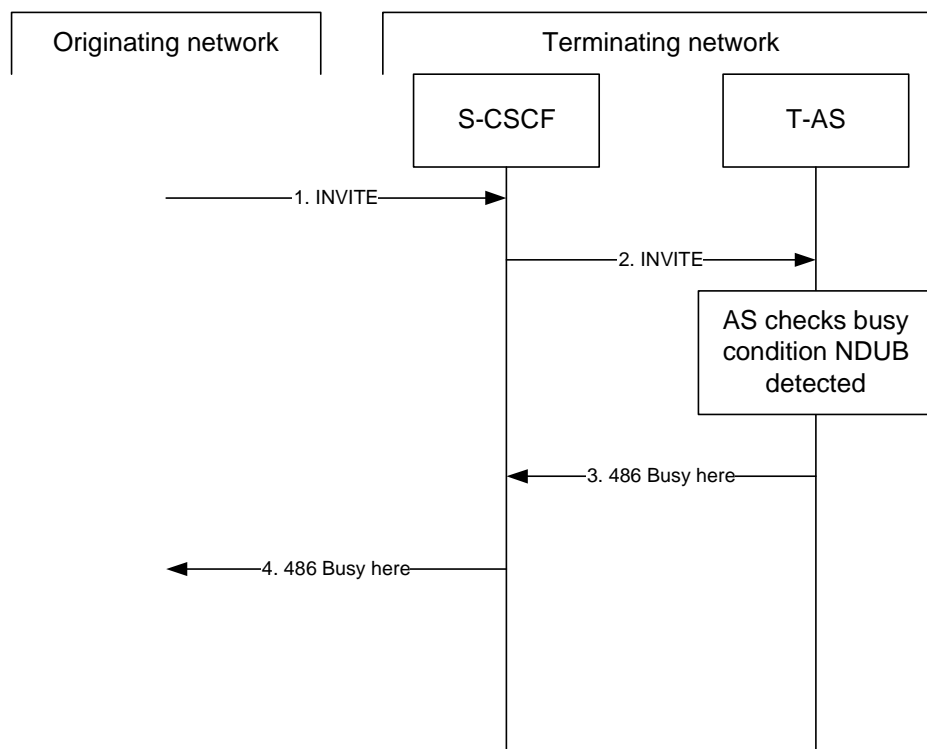 Originating network
Terminating network
S-CSCF
T-AS
1. INVITE
2. INVITE
AS checks busy
condition NDUB
detected
3. 486 Busy here
4. 486 Busy here